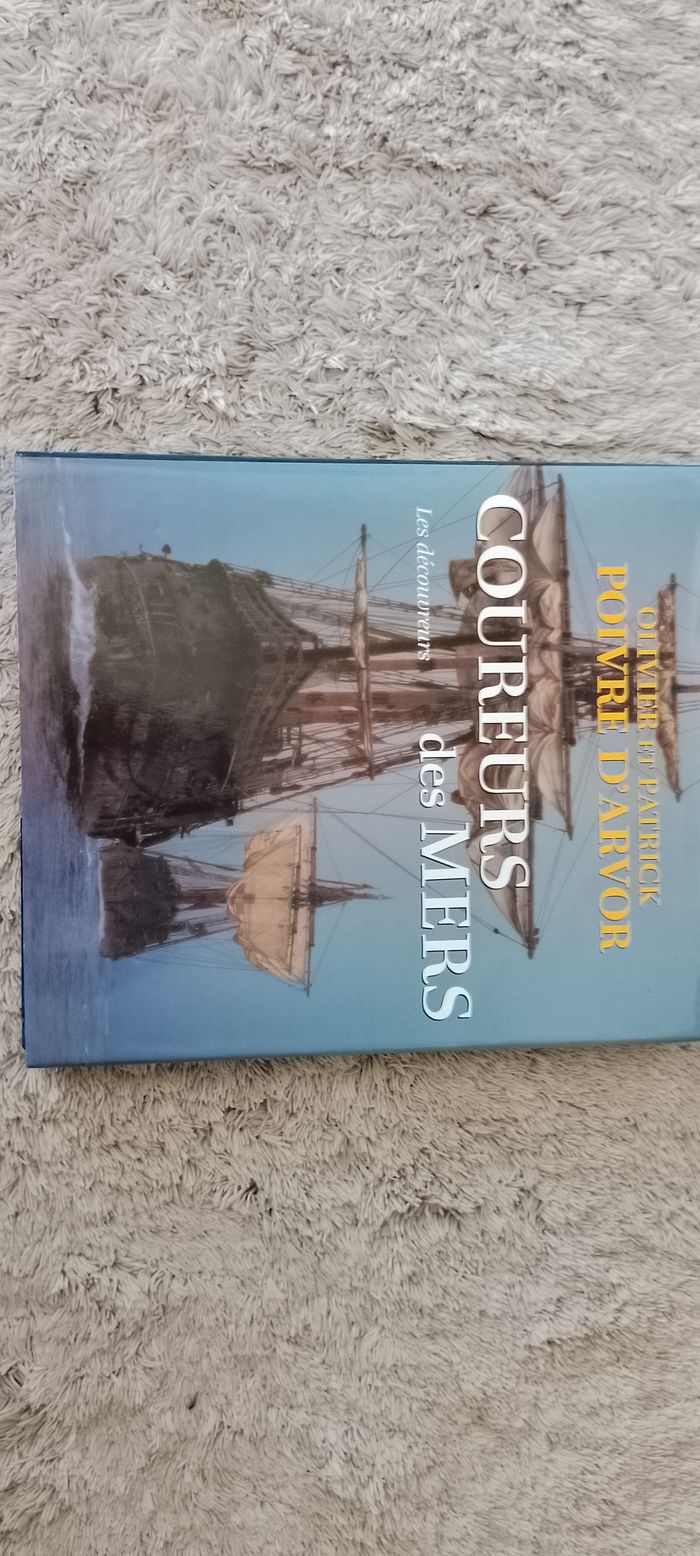 OLIVIER ET PATRICK
POIVRE D'ARVOR
COUREURS
des MERS
Les découvreurs